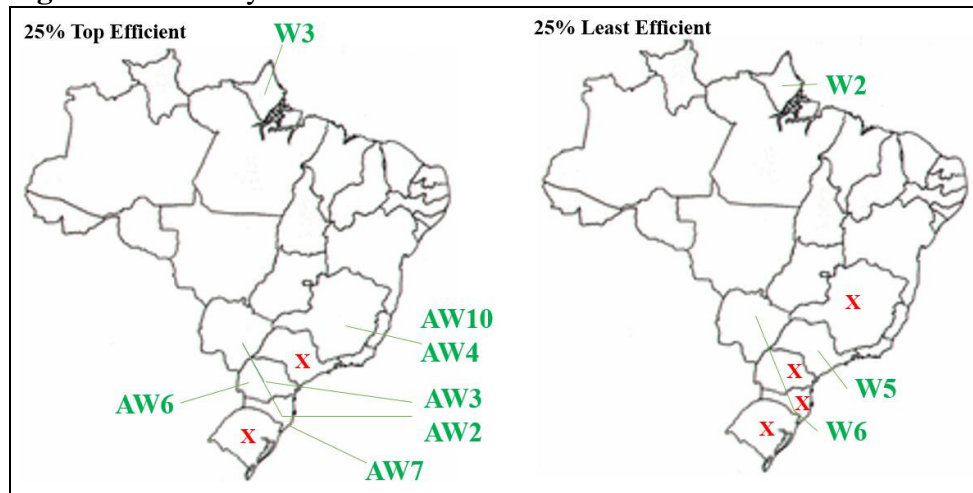 25% Top Efficient
W3
AW10
AW4
X
AW6
AW3
AW2
X
AW7
25% Least Efficient
W2
X
X
W5
X
X
W6